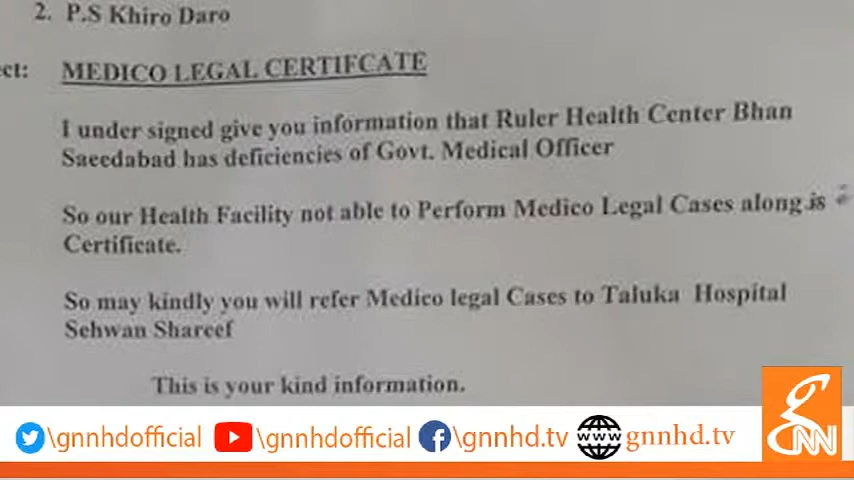 2. P.S Khiro Daro
ect: MEDICO LEGAL CERTIFCATE
I under signed give you information that Ruler Health Center Bhan
Saeedabad has deficiencies of Govt. Medical Officer
So our Health Facility not able to Perform Medico Legal Cases along is
Certificate.
So may kindly you will refer Medico legal Cases to Taluka Hospital
Sehwan Shareef
This is your kind information.
\gnnhdofficial \gnnhdofficial f\gnnhd.tv www gnnhd.tv
GNN